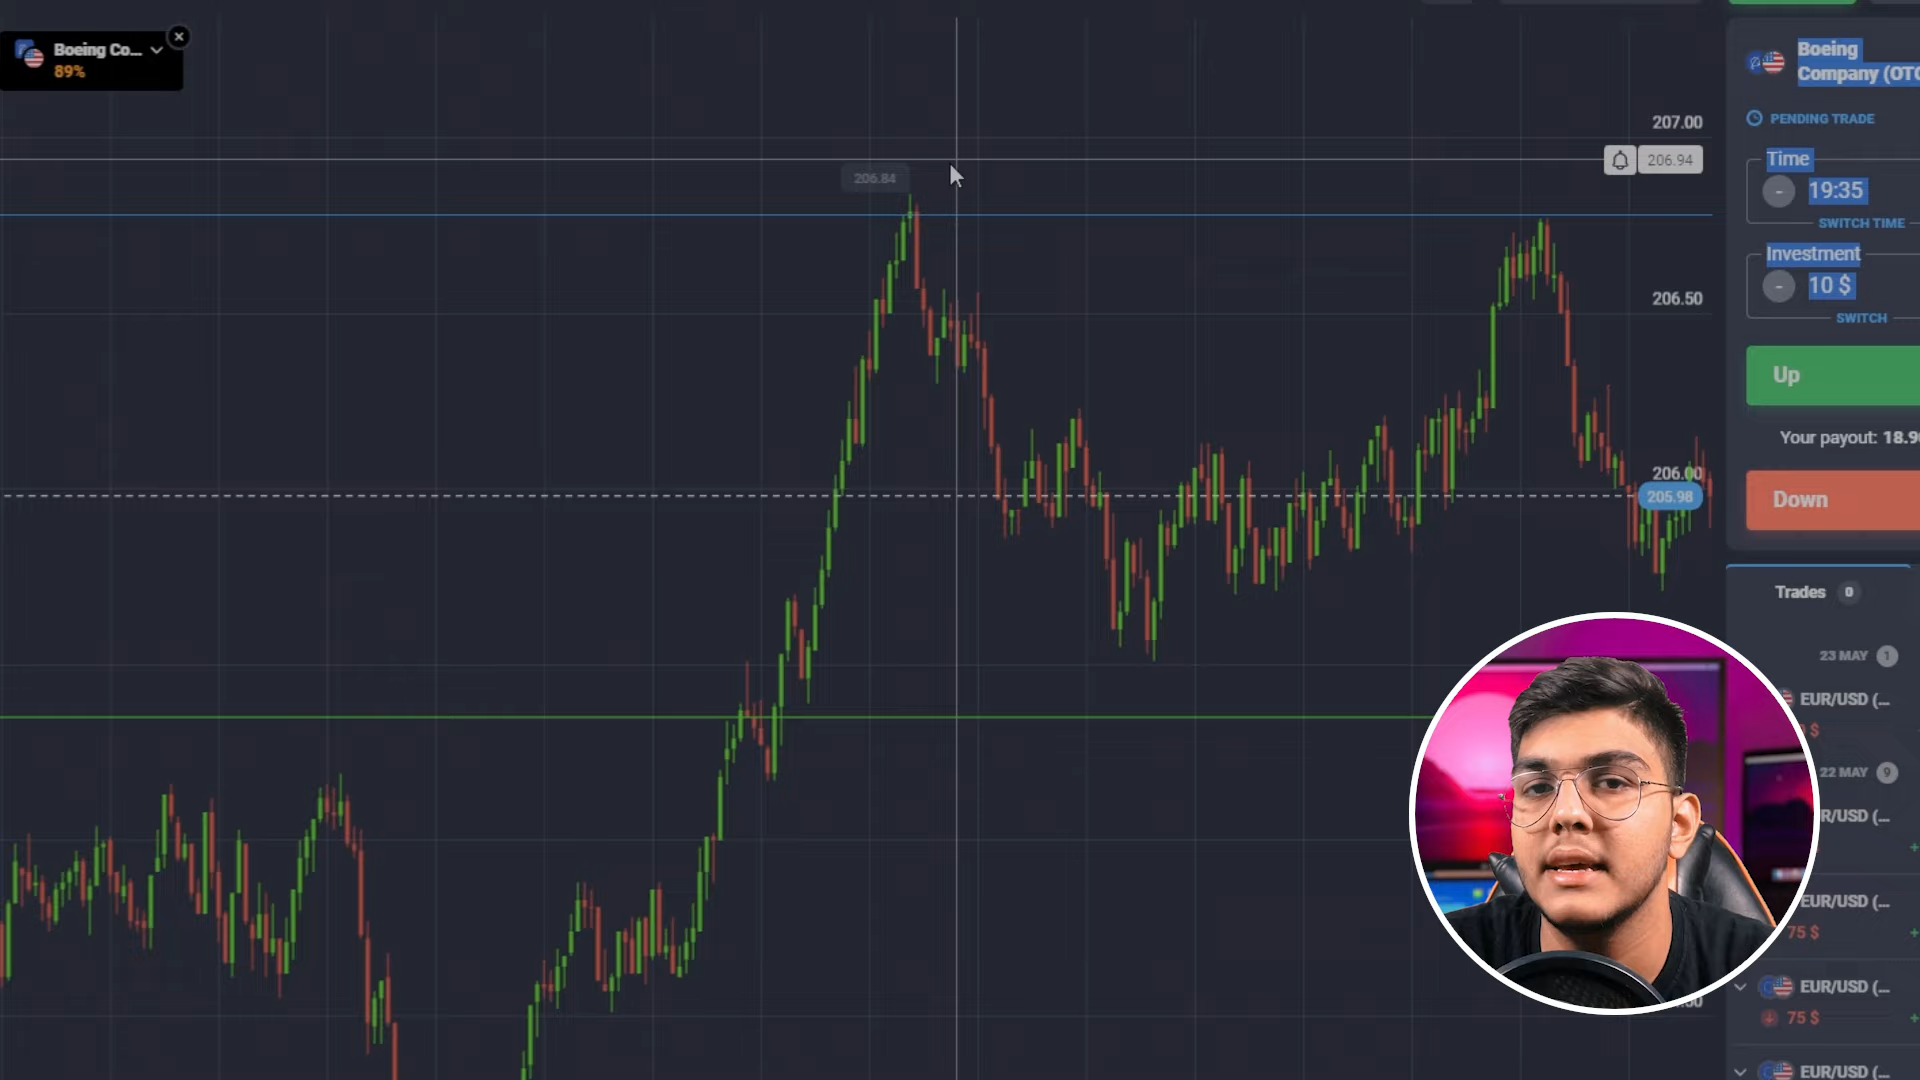 Boeing Co...
89%
207.00
206.94
206.84
206.50
206.00
205.98
Boeing
Company (OTC
PENDING TRADE
Time
-
19:35
SWITCH TIME
Investment
-
10 $
SWITCH
Up
Your payout: 18.9
Down
Trades 0
23 MAY 1
EUR/USD (...
$
22 MAY 9
R/USD (...
+
EUR/USD (...
75 $ +
EUR/USD (...
75 $ +
EUR/USD (...